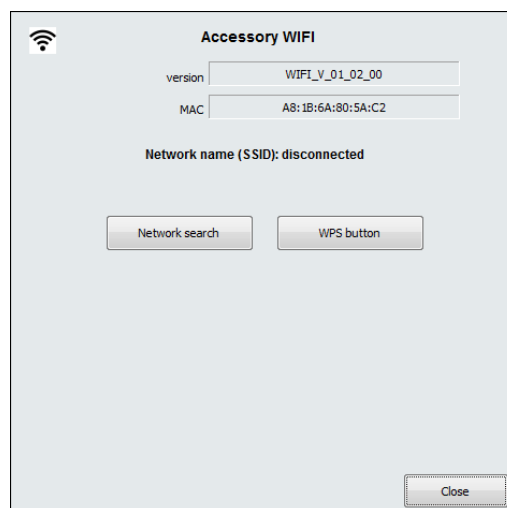 Accessory WIFI
version WIFI_V_01_02_00
MAC A8:1B:6A:80:5A:C2
Network name (SSID): disconnected
Network search WPS button
Close